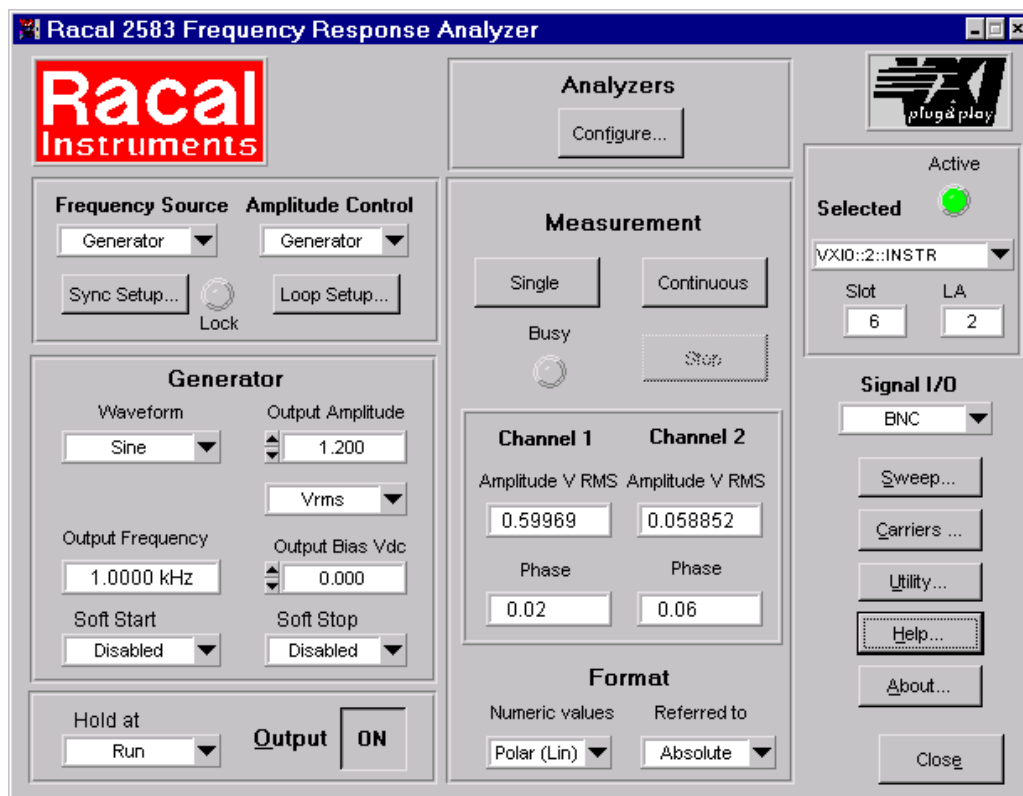 Racal 2583 Frequency Response Analyzer
Racal
Instruments
Analyzers
Configure...
VXI
plug&play
Frequency Source
Amplitude Control
Generator
Generator
Sync Setup...
Lock
Loop Setup...
Measurement
Single
Continuous
Busy
Stop
Active
Selected
VXI0::2::INSTR
Slot
LA
6
2
Generator
Waveform
Output Amplitude
Sine
1.200
Vrms
Output Frequency
Output Bias Vdc
1.0000 kHz
0.000
Soft Start
Soft Stop
Disabled
Disabled
Channel 1
Channel 2
Amplitude V RMS
Amplitude V RMS
0.59969
0.058852
Phase
Phase
0.02
0.06
Signal I/O
BNC
Sweep...
Carriers ...
Utility...
Help...
About...
Hold at
Run
Output
ON
Format
Numeric values
Referred to
Polar (Lin)
Absolute
Close